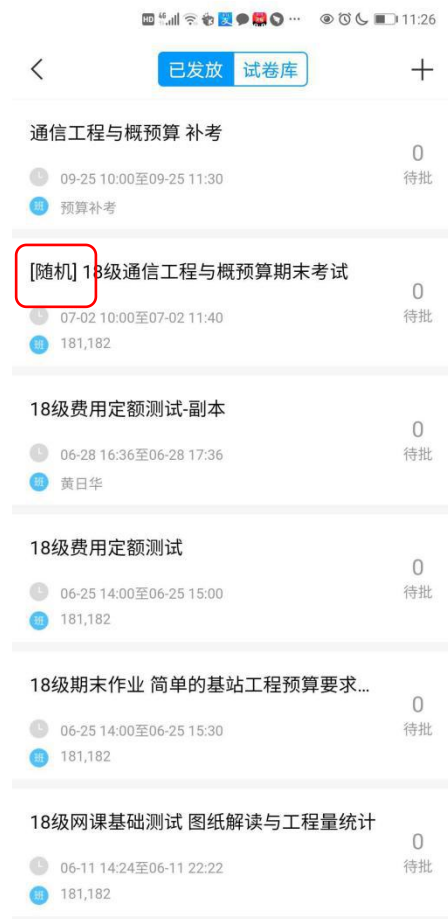 HD 46 11:26
已发放 试卷库
通信工程与概预算 补考
0
09-25 10:00至09-25 11:30
待批
班 预算补考
[随机] 18级通信工程与概预算期末考试
0
07-02 10:00至07-02 11:40
待批
班 181,182
18级费用定额测试-副本
0
06-28 16:36至06-28 17:36
待批
班 黄日华
18级费用定额测试
0
06-25 14:00至06-25 15:00
待批
班 181,182
18级期末作业 简单的基站工程预算要求...
0
06-25 14:00至06-25 15:30
待批
班 181,182
18级网课基础测试 图纸解读与工程量统计
0
06-11 14:24至06-11 22:22
待批
班 181,182